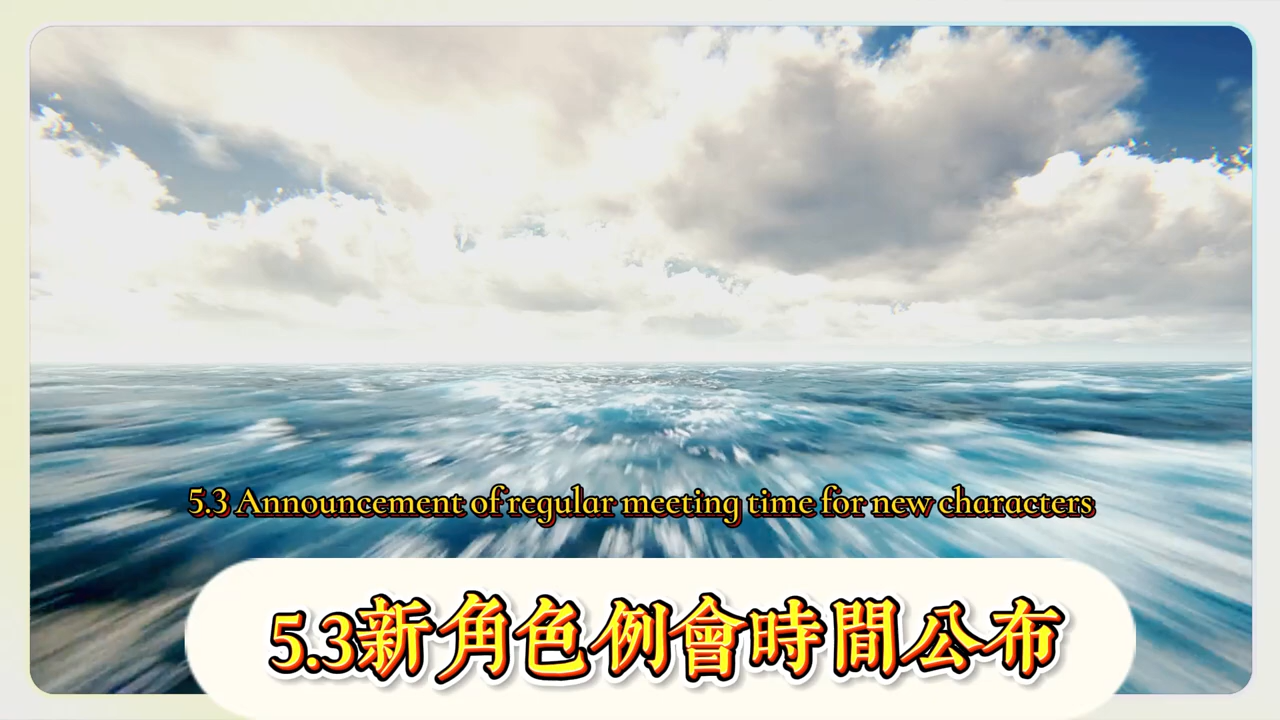 5.3 Announcement of regular meeting time for new characters
5.3新角色例會時間公布